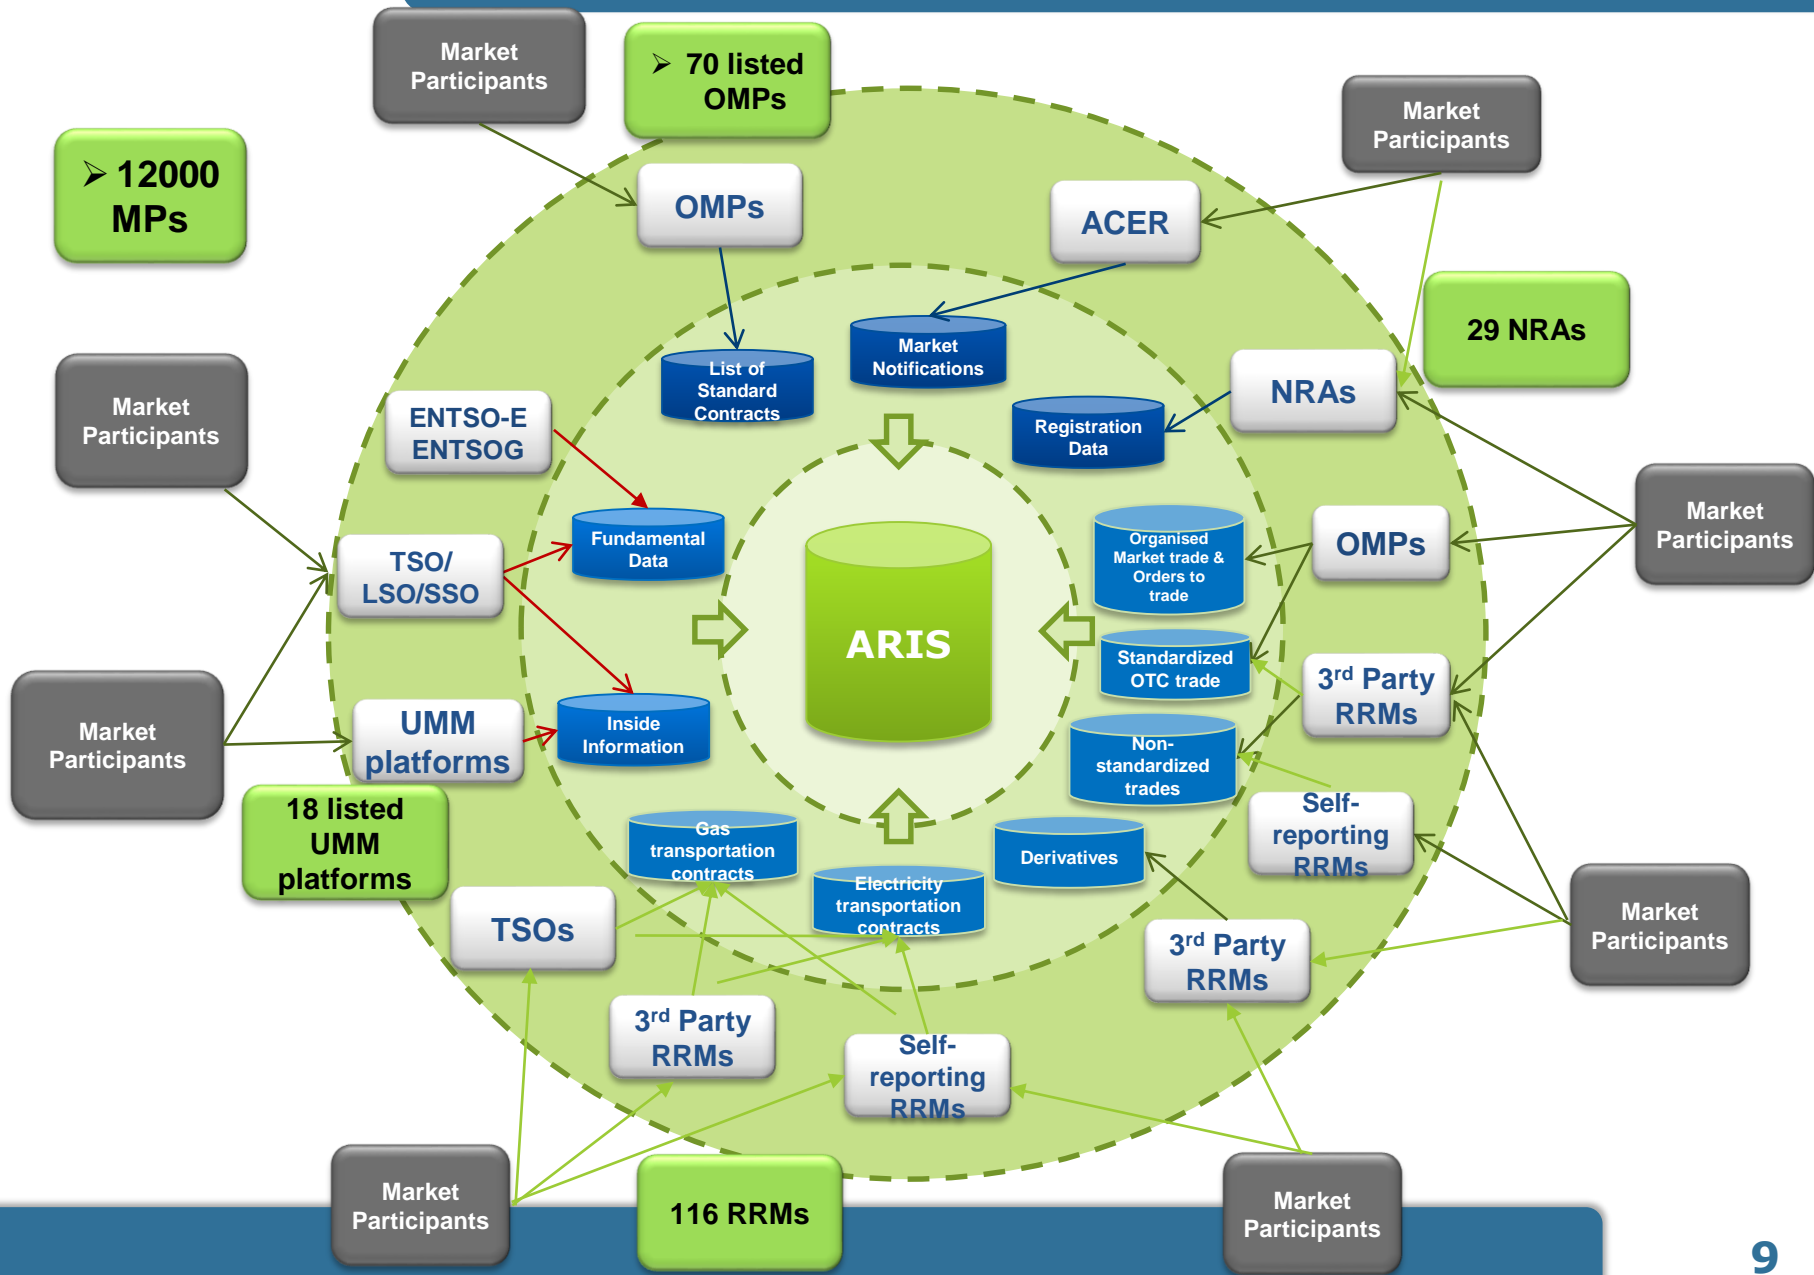 Market
Participants
➢ 70 listed
OMPs
Market
Participants
➢ 12000
MPs
OMPs
ACER
29 NRAs
Market
Notifications
List of
Standard
Contracts
NRAs
Market
Participants
ENTSO-E
ENTSOG
Registration
Data
Market
Participants
Fundamental
Data
Organised
Market trade &
Orders to
trade
OMPs
TSO/
LSO/SSO
ARIS
Standardized
OTC trade
3rd Party
RRMs
Market
Participants
UMM
platforms
Inside
Information
Non-
standardized
trades
18 listed
UMM
platforms
Self-
reporting
RRMs
Gas
transportation
contracts
Derivatives
Electricity
transportation
contracts
Market
Participants
TSOs
3rd Party
RRMs
3rd Party
RRMs
Self-
reporting
RRMs
Market
Participants
116 RRMs
Market
Participants
9